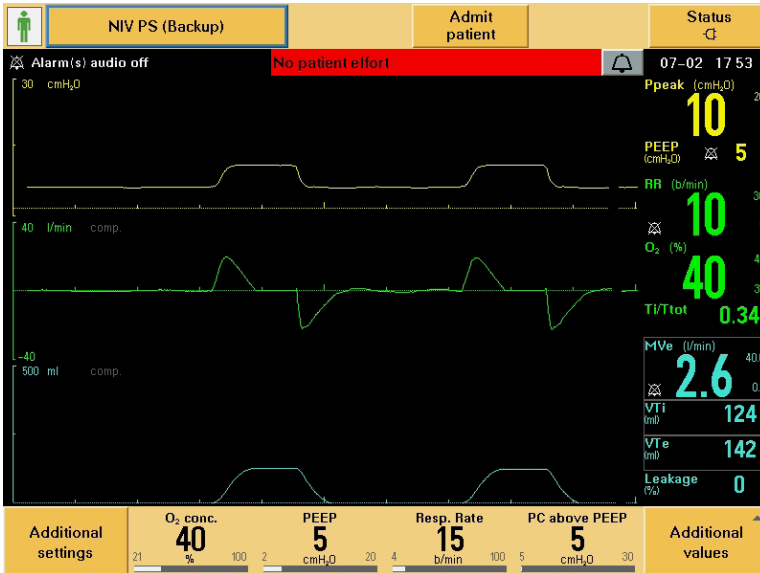 NIV PS (Backup)
Admit
patient
Status
Alarm(s) audio off
No patient effort
07-02 17 53
30 cmH₂O
40 l/min comp.
-40
500 ml comp.
Ppeak (cmH₂O)
10
PEEP
(cmH₂O)
5
RR (b/min)
10
O₂ (%)
40
Ti/Ttot 0.34
MVe (l/min)
2.6
VTi
(ml)
124
VTe
(ml)
142
Leakage
(%)
0
Additional
settings
O₂ conc.
40
21 % 100
PEEP
5
2 cmH₂O 20
Resp. Rate
15
4 b/min 100
PC above PEEP
5
5 cmH₂O 30
Additional
values